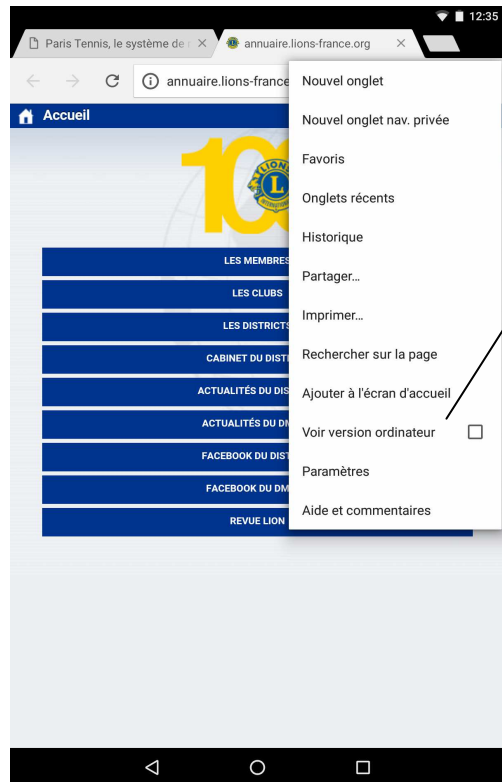 12:35
Paris Tennis, le système de
annuaire.lions-france.org
annuaire.lions-france
Accueil
100
LIONS
L
INTERNATIONAL
LES MEMBRES
LES CLUBS
LES DISTRICTS
CABINET DU DIST
ACTUALITÉS DU DIS
ACTUALITÉS DU DM
FACEBOOK DU DIST
FACEBOOK DU DM
REVUE LION
Nouvel onglet
Nouvel onglet nav. privée
Favoris
Onglets récents
Historique
Partager...
Imprimer...
Rechercher sur la page
Ajouter à l'écran d'accueil
Voir version ordinateur
Paramètres
Aide et commentaires